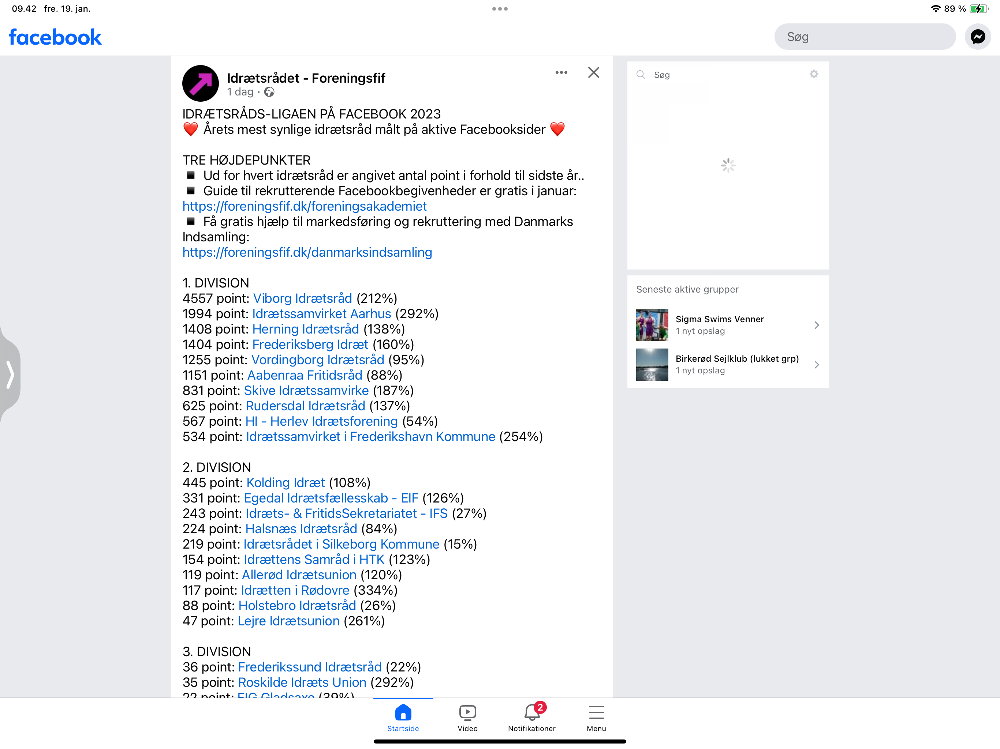 09.42 fre. 19. jan.
89 %
facebook
Søg
Idrætsrådet - Foreningsfif
1 dag ·
IDRÆTSRÅDS-LIGAEN PÅ FACEBOOK 2023
❤️ Årets mest synlige idrætsråd målt på aktive Facebooksider ❤️
TRE HØJDEPUNKTER
◾ Ud for hvert idrætsråd er angivet antal point i forhold til sidste år..
◾ Guide til rekrutterende Facebookbegivenheder er gratis i januar:
https://foreningsfif.dk/foreningsakademiet
◾ Få gratis hjælp til markedsføring og rekruttering med Danmarks
Indsamling:
https://foreningsfif.dk/danmarksindsamling
1. DIVISION
4557 point: Viborg Idrætsråd (212%)
1994 point: Idrætssamvirket Aarhus (292%)
1408 point: Herning Idrætsråd (138%)
1404 point: Frederiksberg Idræt (160%)
1255 point: Vordingborg Idrætsråd (95%)
1151 point: Aabenraa Fritidsråd (88%)
831 point: Skive Idrætssamvirke (187%)
625 point: Rudersdal Idrætsråd (137%)
567 point: HI - Herlev Idrætsforening (54%)
534 point: Idrætssamvirket i Frederikshavn Kommune (254%)
2. DIVISION
445 point: Kolding Idræt (108%)
331 point: Egedal Idrætsfællesskab - EIF (126%)
243 point: Idræts- & FritidsSekretariatet - IFS (27%)
224 point: Halsnæs Idrætsråd (84%)
219 point: Idrætsrådet i Silkeborg Kommune (15%)
154 point: Idrættens Samråd i HTK (123%)
119 point: Allerød Idrætsunion (120%)
117 point: Idrætten i Rødovre (334%)
88 point: Holstebro Idrætsråd (26%)
47 point: Lejre Idrætsunion (261%)
3. DIVISION
36 point: Frederikssund Idrætsråd (22%)
35 point: Roskilde Idræts Union (292%)
22 point: FIG Gladsaxe (39%)
Søg
Seneste aktive grupper
Sigma Swims Venner
1 nyt opslag
Birkerød Sejlklub (lukket grp)
1 nyt opslag
2
Startside
Video
Notifikationer
Menu